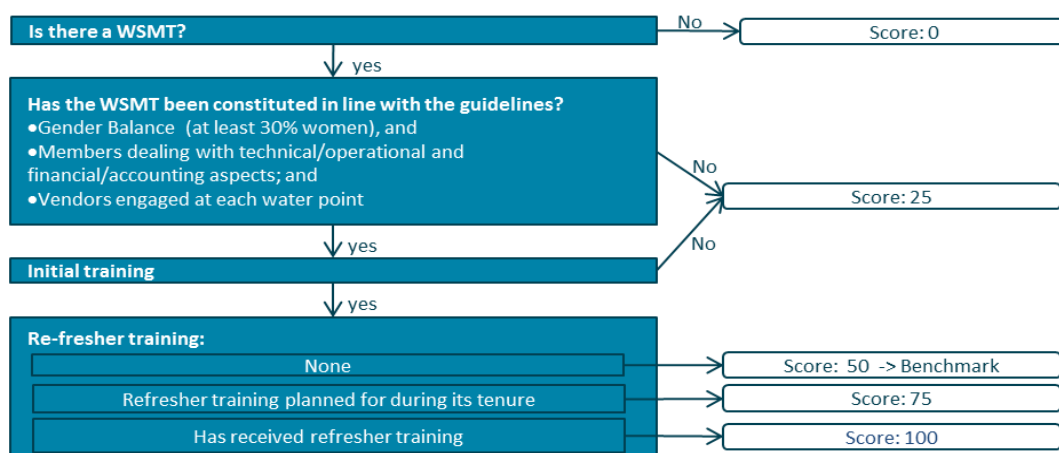 Is there a WSMT?
No
Score: 0
yes
Has the WSMT been constituted in line with the guidelines?
•Gender Balance (at least 30% women), and
•Members dealing with technical/operational and
financial/accounting aspects; and
•Vendors engaged at each water point
No
Score: 25
yes
No
Initial training
yes
Re-fresher training:
None
Score: 50 -> Benchmark
Refresher training planned for during its tenure
Score: 75
Has received refresher training
Score: 100